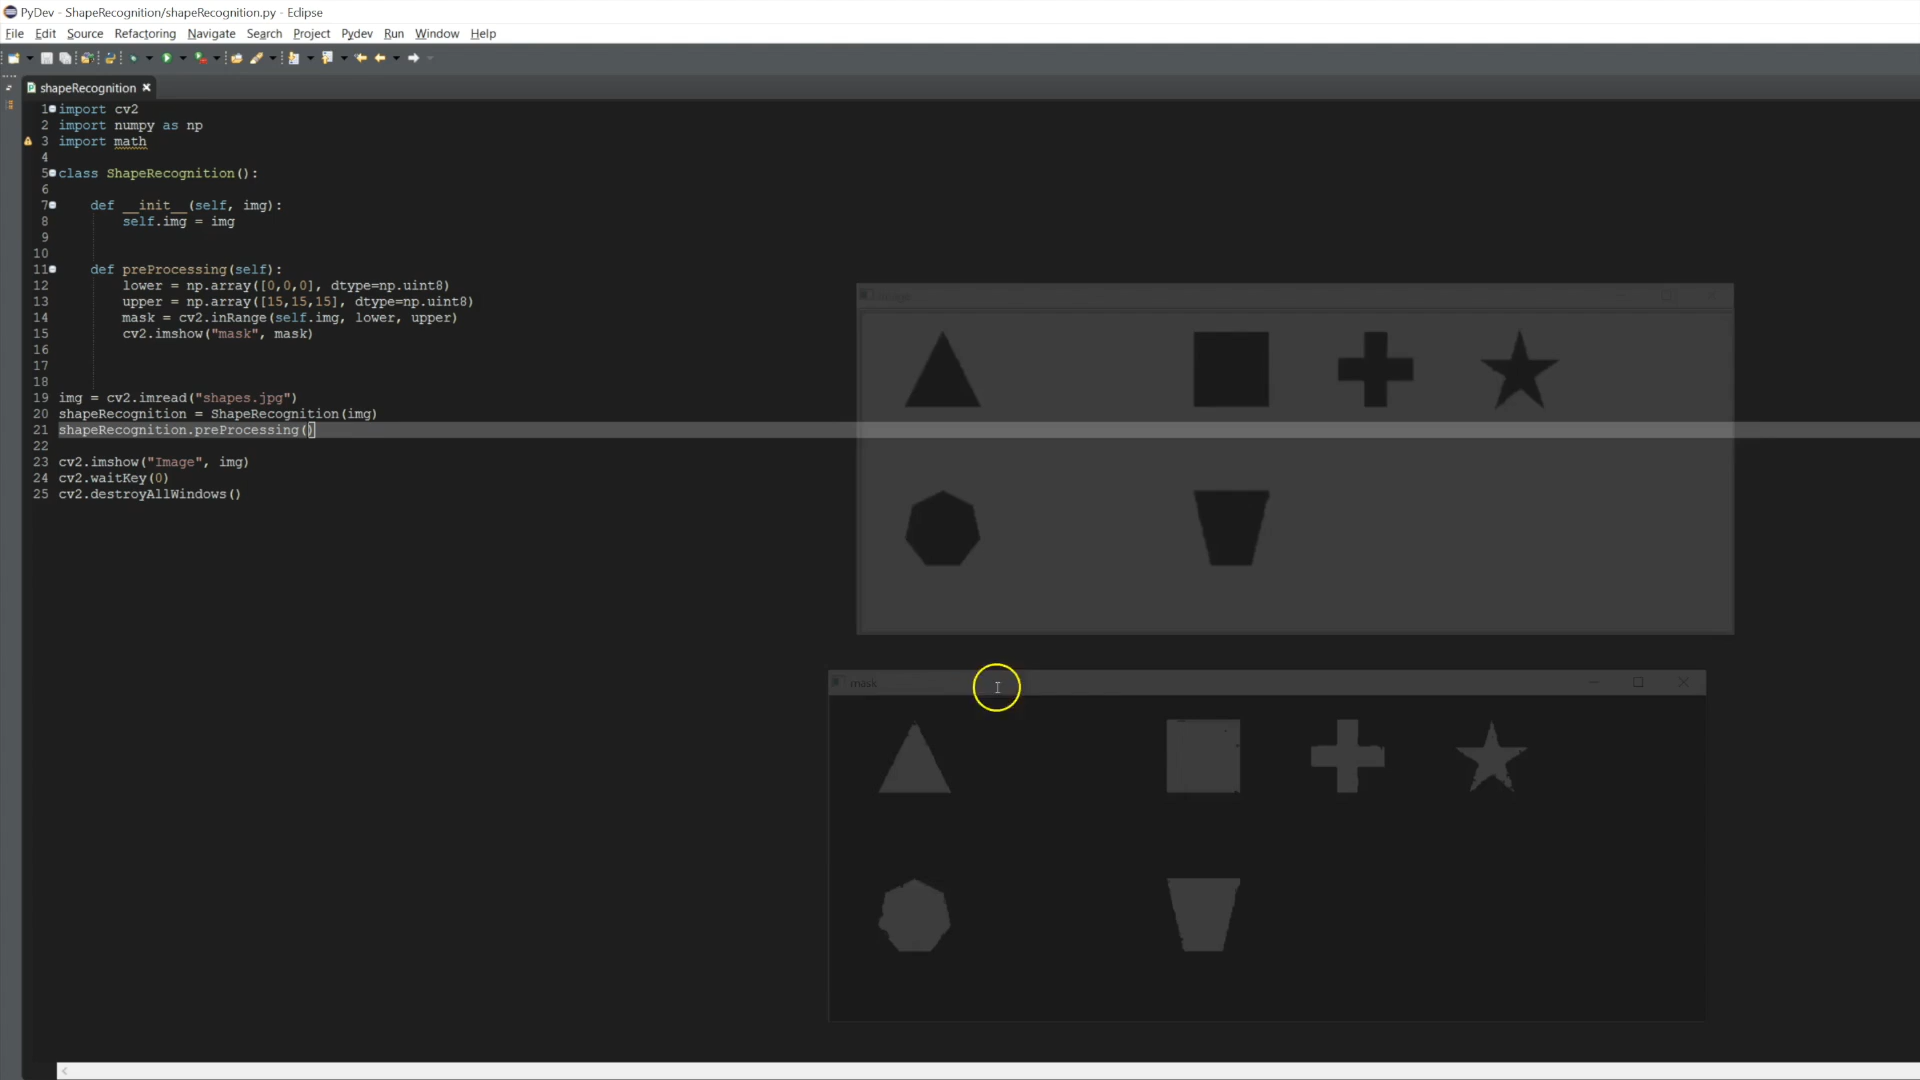 PyDev - ShapeRecognition/shapeRecognition.py - Eclipse
File Edit Source Refactoring Navigate Search Project Pydev Run Window Help
shapeRecognition
1 import cv2
2 import numpy as np
3 import math
4
5 class ShapeRecognition():
6
7 def __init__(self, img):
8 self.img = img
9
10
11 def preProcessing(self):
12 lower = np.array([0,0,0], dtype=np.uint8)
13 upper = np.array([15,15,15], dtype=np.uint8)
14 mask = cv2.inRange(self.img, lower, upper)
15 cv2.imshow("mask", mask)
16
17
18
19 img = cv2.imread("shapes.jpg")
20 shapeRecognition = ShapeRecognition(img)
21 shapeRecognition.preProcessing()
22
23 cv2.imshow("Image", img)
24 cv2.waitKey(0)
25 cv2.destroyAllWindows()
mask